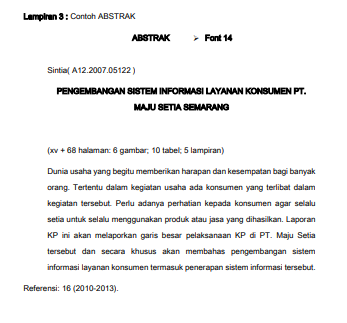 Lampiran 3 : Contoh ABSTRAK
ABSTRAK ➢ Font 14
Sintia( A12.2007.05122 )
PENGEMBANGAN SISTEM INFORMASI LAYANAN KONSUMEN PT.
MAJU SETIA SEMARANG
(xv + 68 halaman: 6 gambar; 10 tabel; 5 lampiran)
Dunia usaha yang begitu memberikan harapan dan kesempatan bagi banyak
orang. Tertentu dalam kegiatan usaha ada konsumen yang terlibat dalam
kegiatan tersebut. Perlu adanya perhatian kepada konsumen agar selalu
setia untuk selalu menggunakan produk atau jasa yang dihasilkan. Laporan
KP ini akan melaporkan garis besar pelaksanaan KP di PT. Maju Setia
tersebut dan secara khusus akan membahas pengembangan sistem
informasi layanan konsumen termasuk penerapan sistem informasi tersebut.
Referensi: 16 (2010-2013).